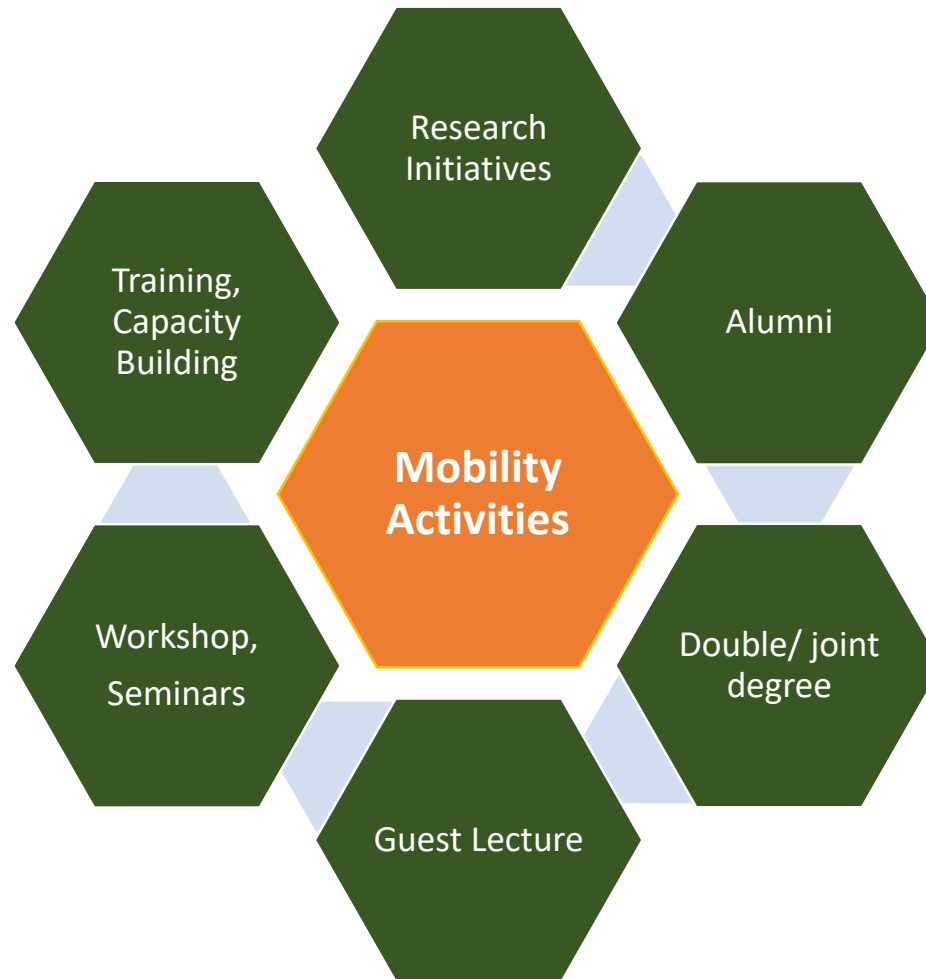 Research
Initiatives
Training,
Capacity
Building
Alumni
Mobility
Activities
Workshop,
Seminars
Double/ joint
degree
Guest Lecture